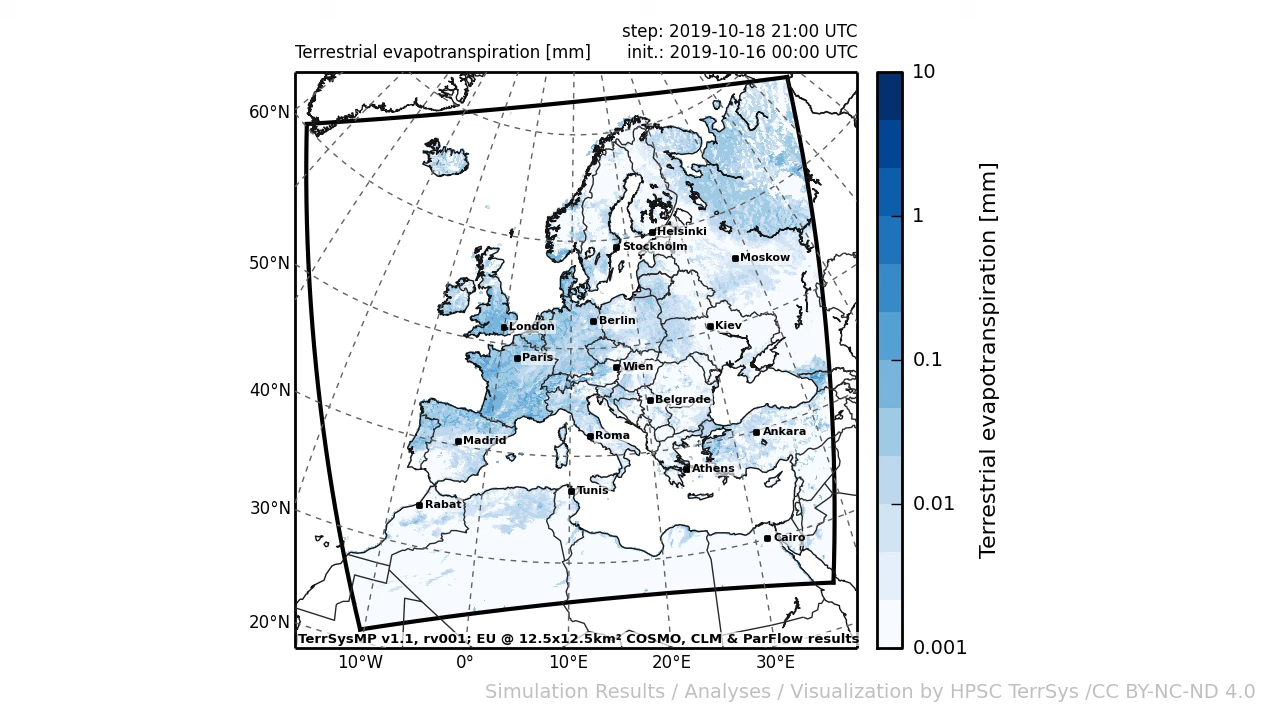 step: 2019-10-18 21:00 UTC
Terrestrial evapotranspiration [mm] init.: 2019-10-16 00:00 UTC
10
60°N
1
Helsinki
Stockholm
Moskow
50°N
Kiev
Berlin
London
Paris
0.1
Wien
40°N
Belgrade
Ankara
Roma
Madrid
Athens
Tunis
Rabat
0.01
30°N
Cairo
20°N
TerrSysMP v1.1, rv001; EU @ 12.5x12.5km² COSMO, CLM & ParFlow results
0.001
10°W 0° 10°E 20°E 30°E
Terrestrial evapotranspiration [mm]
Simulation Results / Analyses / Visualization by HPSC TerrSys /CC BY-NC-ND 4.0